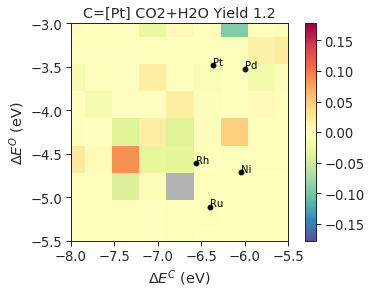 C=[Pt] CO2+H2O Yield 1.2
−3.0
−3.5
−4.0
−4.5
−5.0
−5.5
ΔE^O (eV)
Pt
Pd
Rh
Ni
Ru
−8.0 −7.5 −7.0 −6.5 −6.0 −5.5
ΔE^C (eV)
0.15
0.10
0.05
0.00
−0.05
−0.10
−0.15